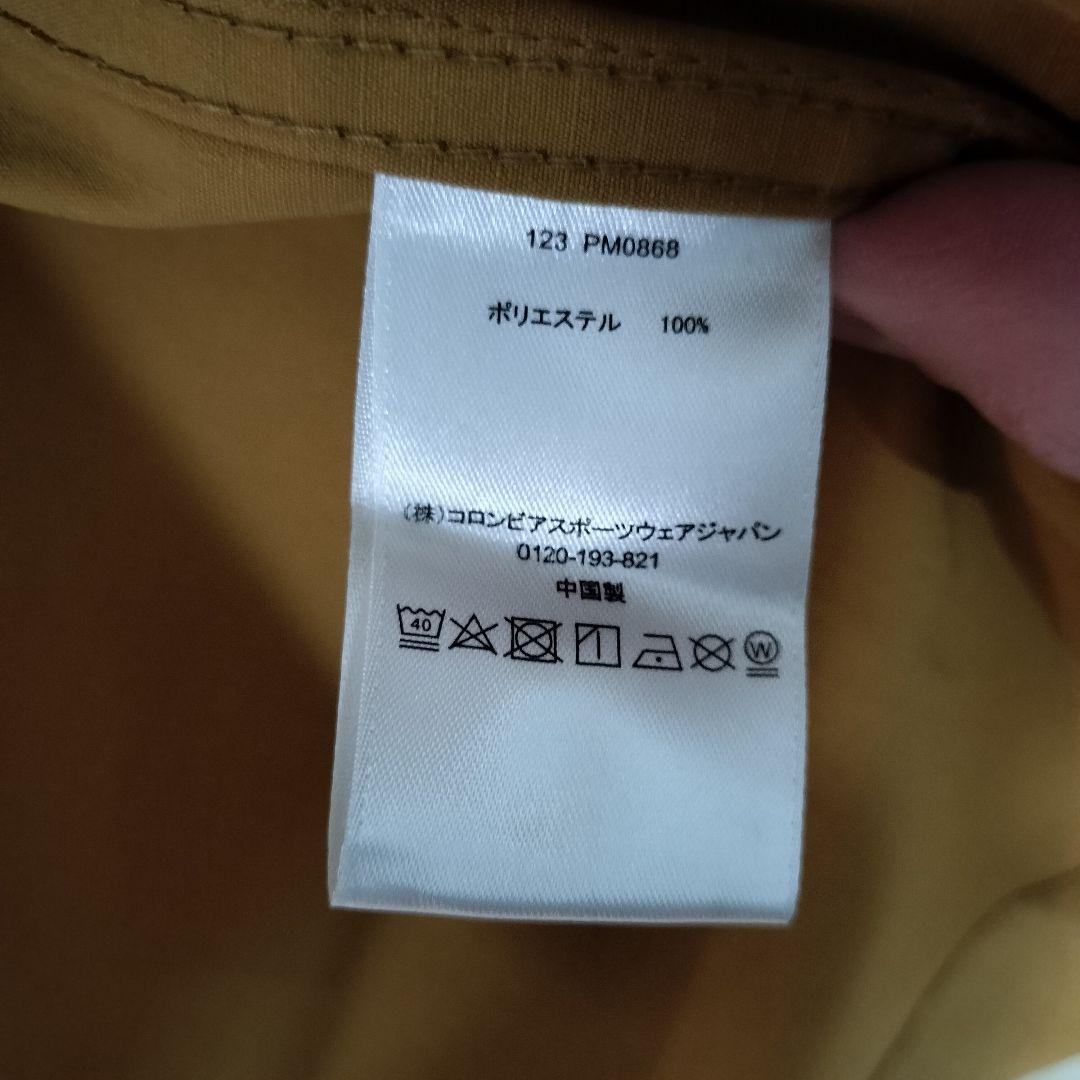 123 PM0868
ポリエステル 100%
(株)コロンビアスポーツウェアジャパン
0120-193-821
中国製
40 W